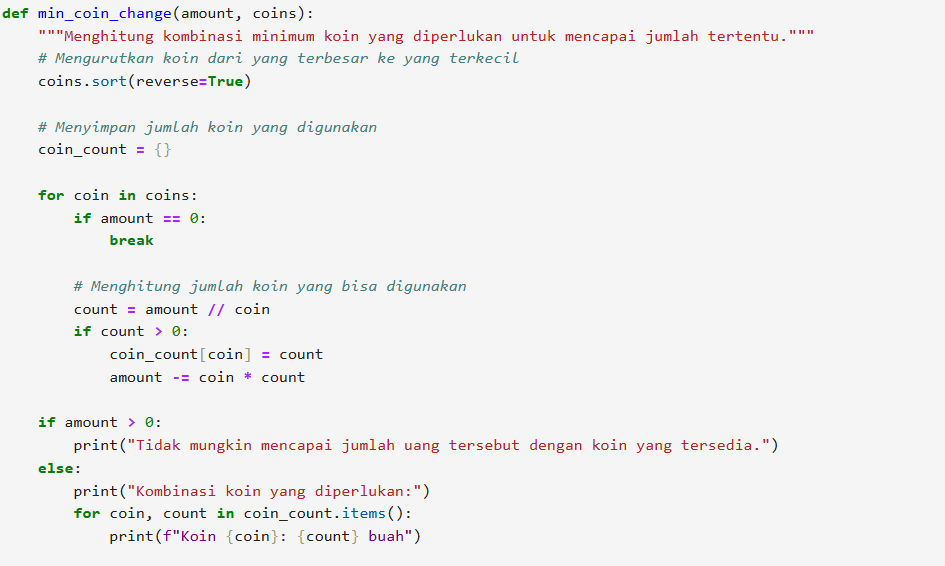 def min_coin_change(amount, coins):
    """Menghitung kombinasi minimum koin yang diperlukan untuk mencapai jumlah tertentu."""
    # Mengurutkan koin dari yang terbesar ke yang terkecil
    coins.sort(reverse=True)

    # Menyimpan jumlah koin yang digunakan
    coin_count = {}

    for coin in coins:
        if amount == 0:
            break

        # Menghitung jumlah koin yang bisa digunakan
        count = amount // coin
        if count > 0:
            coin_count[coin] = count
            amount -= coin * count

    if amount > 0:
        print("Tidak mungkin mencapai jumlah uang tersebut dengan koin yang tersedia.")
    else:
        print("Kombinasi koin yang diperlukan:")
        for coin, count in coin_count.items():
            print(f"Koin {coin}: {count} buah")